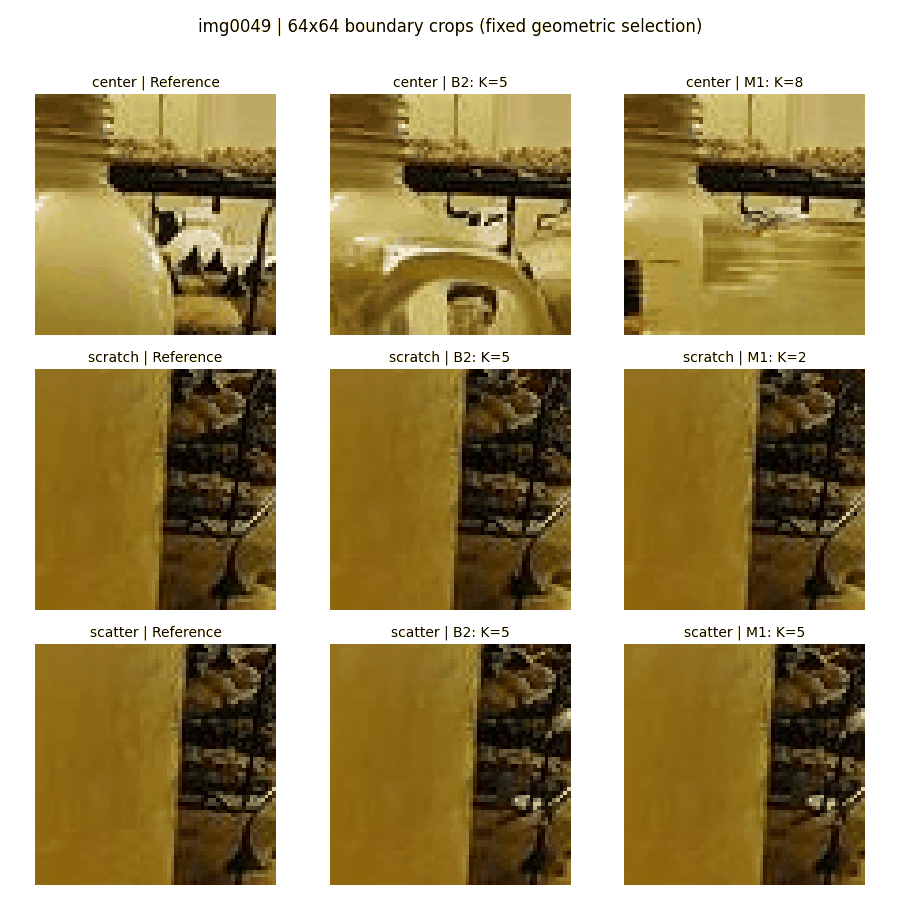 img0049 | 64x64 boundary crops (fixed geometric selection)
center | Reference
center | B2: K=5
center | M1: K=8
scratch | Reference
scratch | B2: K=5
scratch | M1: K=2
scatter | Reference
scatter | B2: K=5
scatter | M1: K=5